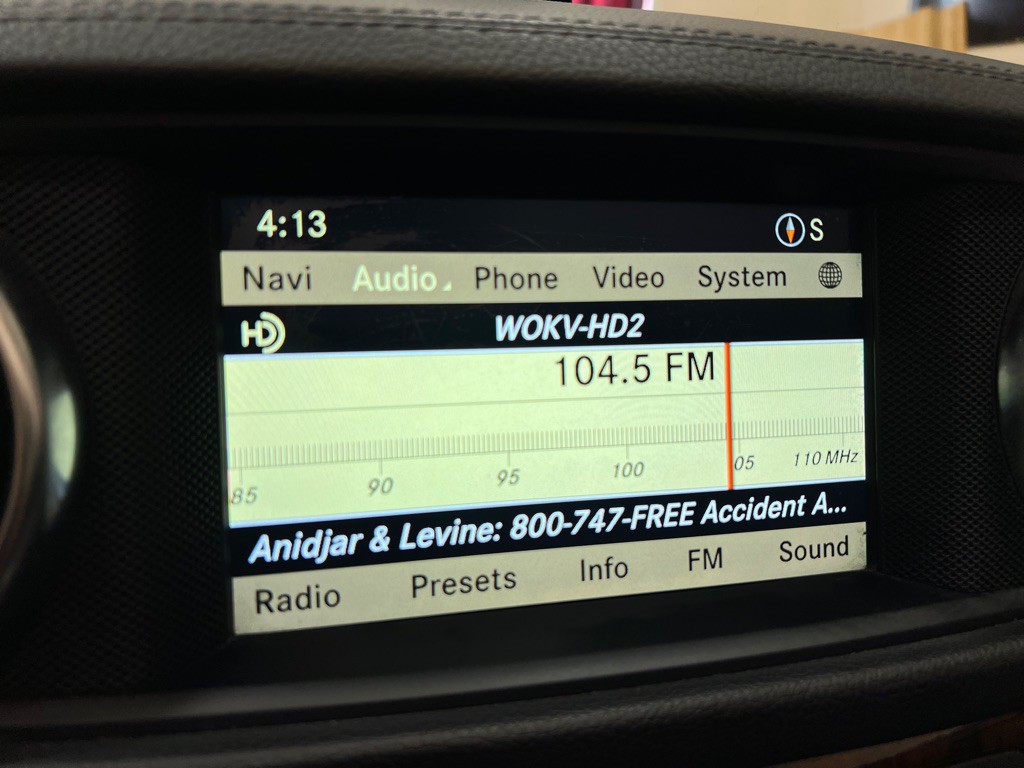 4:13 S
Navi Audio Phone Video System
HD WOKV-HD2
104.5 FM
85 90 95 100 05 110 MHz
Anidjar & Levine: 800-747-FREE Accident A...
Radio Presets Info FM Sound